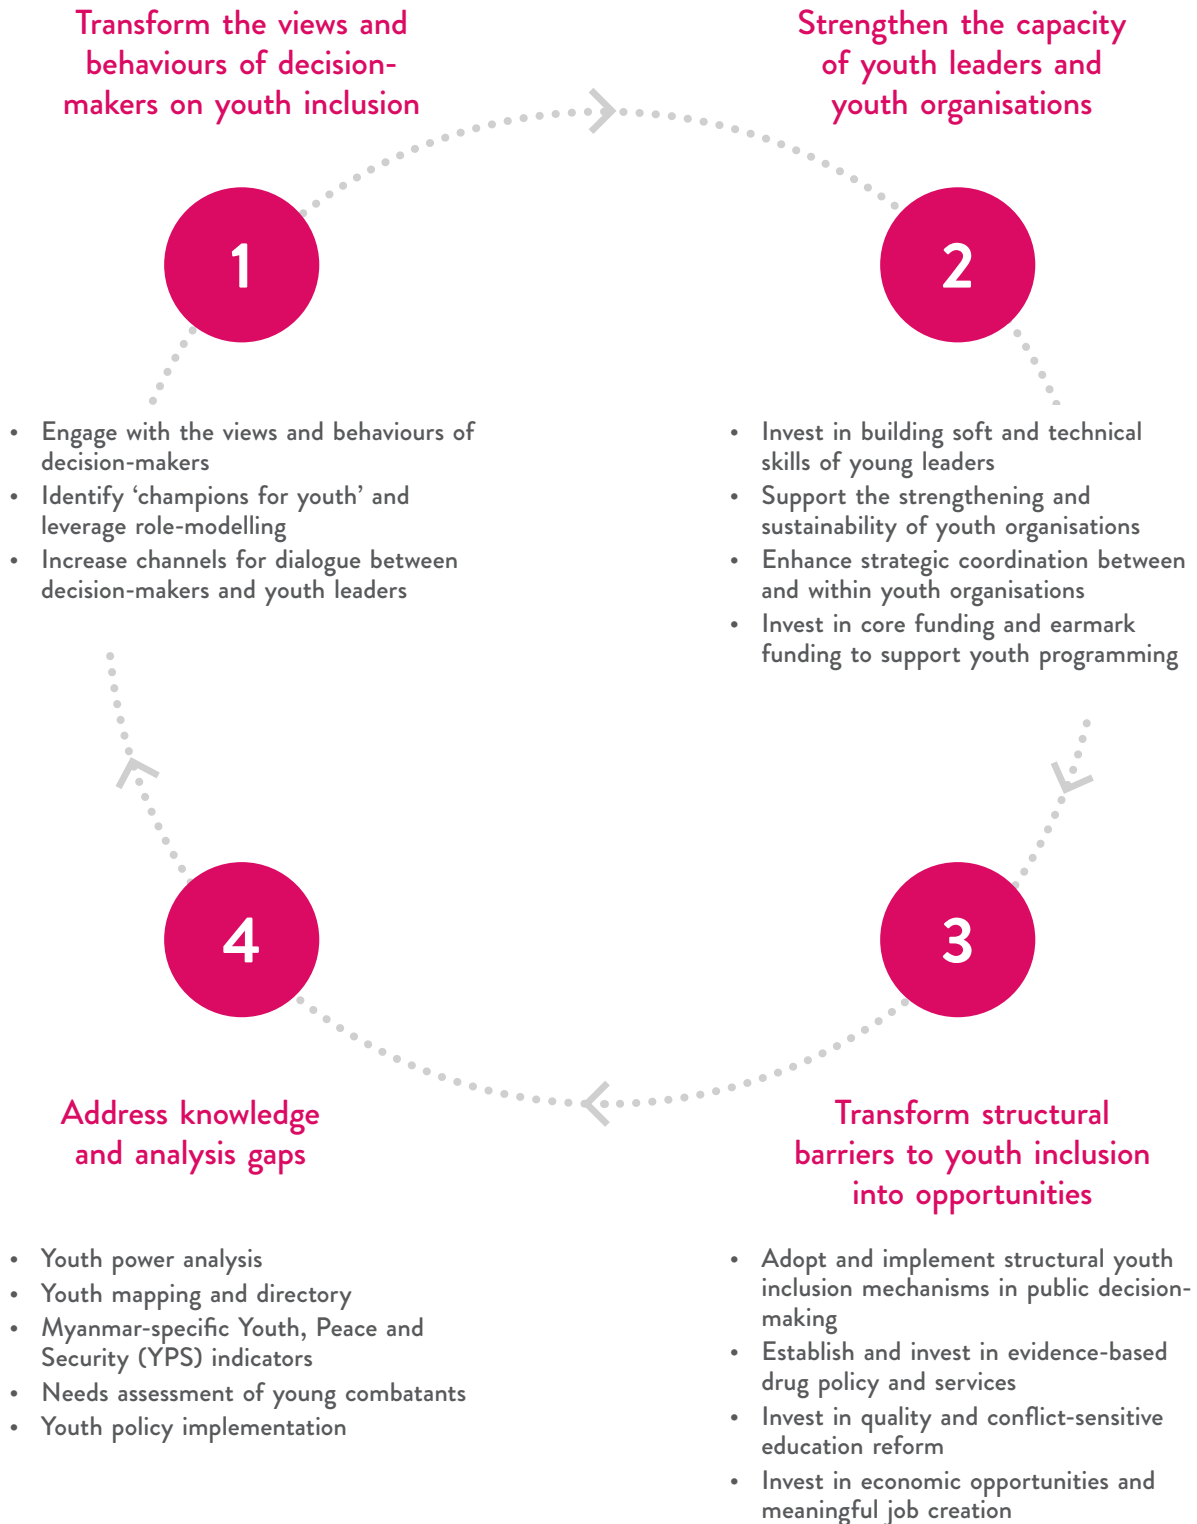 Transform the views and
behaviours of decision-
makers on youth inclusion
1
• Engage with the views and behaviours of
decision-makers
• Identify ‘champions for youth’ and
leverage role-modelling
• Increase channels for dialogue between
decision-makers and youth leaders
Strengthen the capacity
of youth leaders and
youth organisations
2
• Invest in building soft and technical
skills of young leaders
• Support the strengthening and
sustainability of youth organisations
• Enhance strategic coordination between
and within youth organisations
• Invest in core funding and earmark
funding to support youth programming
3
Transform structural
barriers to youth inclusion
into opportunities
• Adopt and implement structural youth
inclusion mechanisms in public decision-
making
• Establish and invest in evidence-based
drug policy and services
• Invest in quality and conflict-sensitive
education reform
• Invest in economic opportunities and
meaningful job creation
4
Address knowledge
and analysis gaps
• Youth power analysis
• Youth mapping and directory
• Myanmar-specific Youth, Peace and
Security (YPS) indicators
• Needs assessment of young combatants
• Youth policy implementation